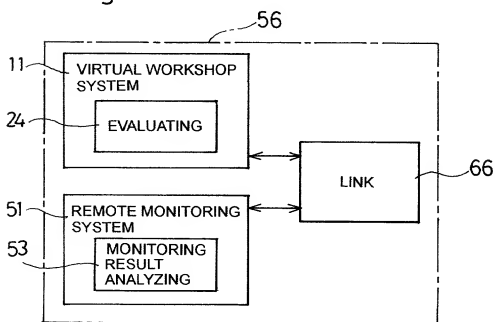 56
11
VIRTUAL WORKSHOP
SYSTEM
24
EVALUATING
LINK
66
51
REMOTE MONITORING
SYSTEM
53
MONITORING
RESULT
ANALYZING